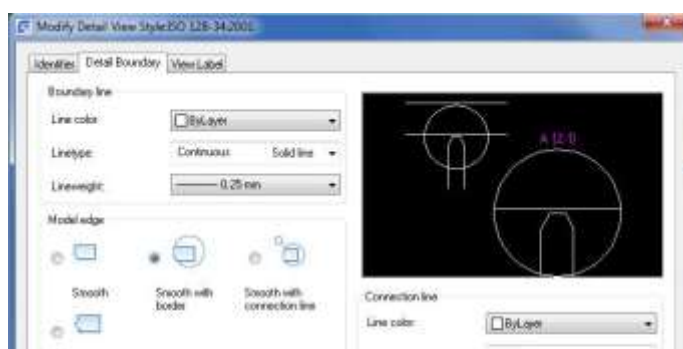 Modify Detail View Style:ISO 128-34:2001
Identifier Detail Boundary View Label
Boundary line
Line color: ByLayer
Linetype: Continuous Solid line
Lineweight: 0.25 mm
Model edge
Smooth
Smooth with border
Smooth with connection line
A (2:1)
Connection line
Line color: ByLayer